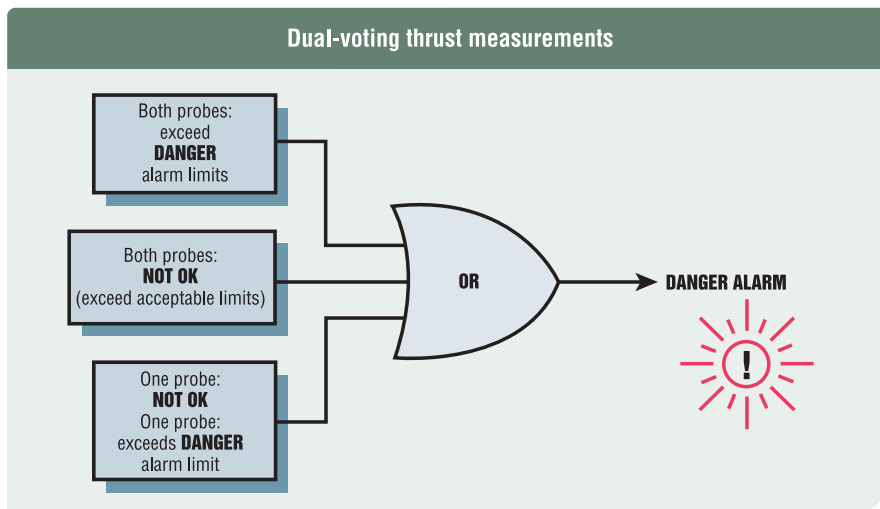 Dual-voting thrust measurements
Both probes:
exceed
DANGER
alarm limits
Both probes:
NOT OK
(exceed acceptable limits)
One probe:
NOT OK
One probe:
exceeds DANGER
alarm limit
OR
DANGER ALARM
!